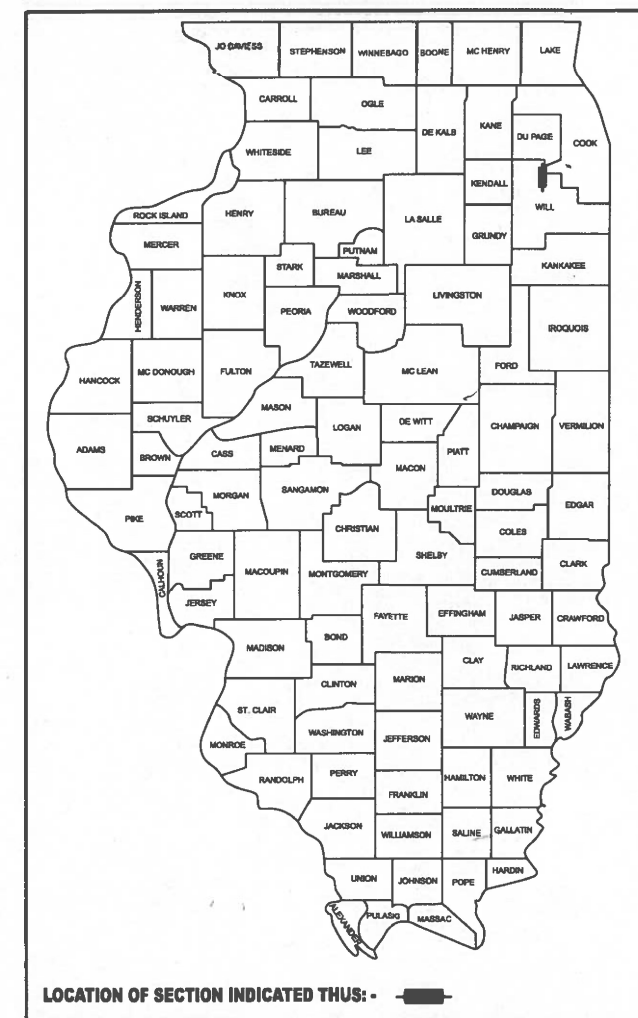 JO DAVIESS STEPHENSON WINNEBAGO BOONE MC HENRY LAKE
CARROLL OGLE DE KALB KANE DU PAGE COOK
WHITESIDE LEE KENDALL WILL
ROCK ISLAND HENRY BUREAU LA SALLE GRUNDY
MERCER PUTNAM KANKAKEE
STARK MARSHALL
HENDERSON WARREN KNOX PEORIA WOODFORD LIVINGSTON IROQUOIS
HANCOCK MC DONOUGH FULTON TAZEWELL MC LEAN FORD
SCHUYLER MASON LOGAN DE WITT CHAMPAIGN VERMILION
ADAMS BROWN CASS MENARD MACON PIATT
PIKE SCOTT MORGAN SANGAMON MOULTRIE DOUGLAS EDGAR
CHRISTIAN COLES
CALHOUN GREENE MACOUPIN MONTGOMERY SHELBY CUMBERLAND CLARK
JERSEY FAYETTE EFFINGHAM JASPER CRAWFORD
MADISON BOND CLAY RICHLAND LAWRENCE
CLINTON MARION
ST. CLAIR WAYNE EDWARDS WABASH
MONROE WASHINGTON JEFFERSON
RANDOLPH PERRY HAMILTON WHITE
FRANKLIN
JACKSON WILLIAMSON SALINE GALLATIN
UNION JOHNSON POPE HARDIN
ALEXANDER PULASKI MASSAC
LOCATION OF SECTION INDICATED THUS: -